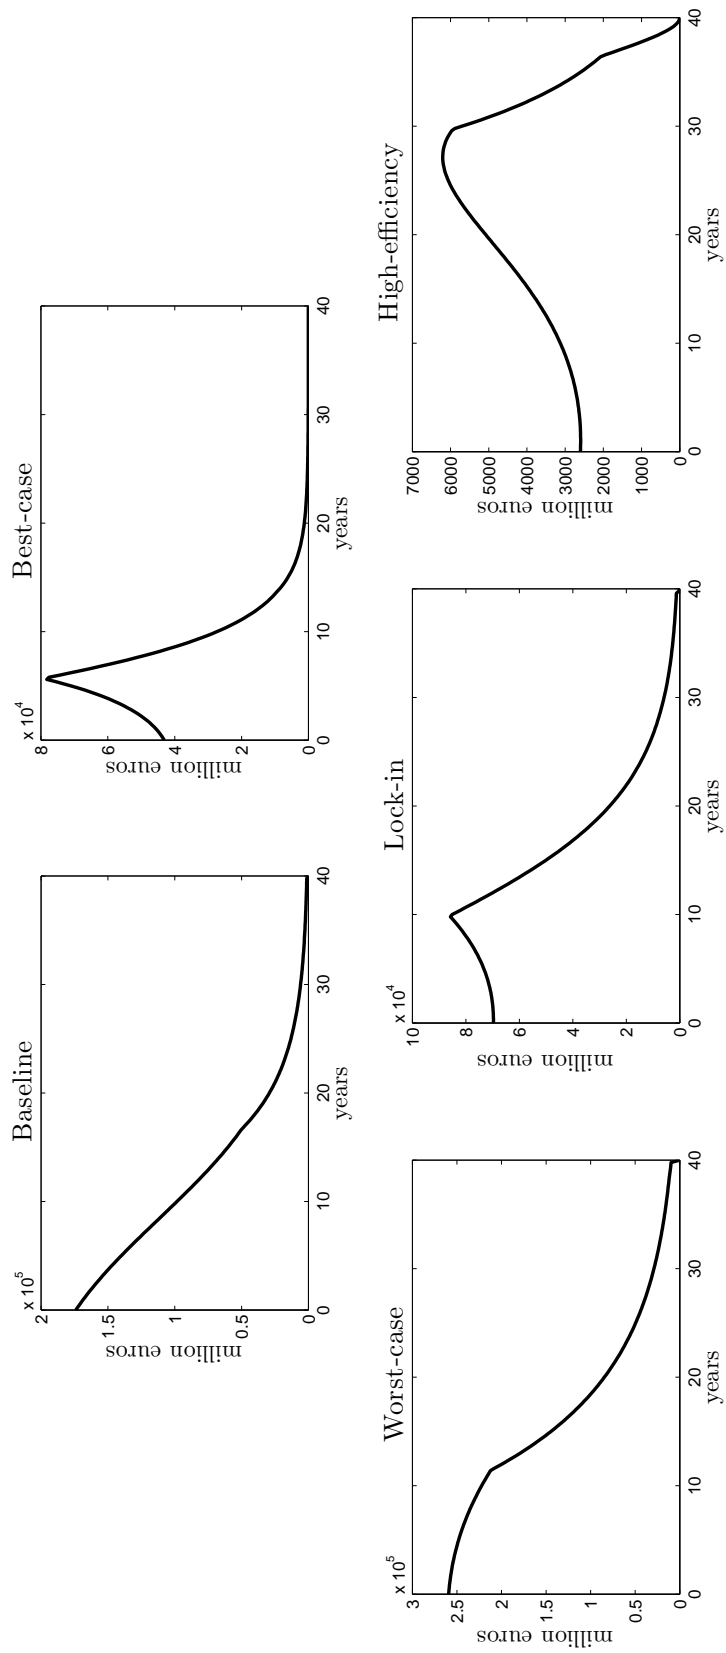 Baseline
x 10^5
2
1.5
1
0.5
0
million euros
0 10 20 30 40
years
Best-case
x 10^4
8
6
4
2
0
million euros
0 10 20 30 40
years
Worst-case
x 10^5
3
2.5
2
1.5
1
0.5
0
million euros
0 10 20 30 40
years
Lock-in
x 10^4
10
8
6
4
2
0
million euros
0 10 20 30 40
years
High-efficiency
7000
6000
5000
4000
3000
2000
1000
0
million euros
0 10 20 30 40
years